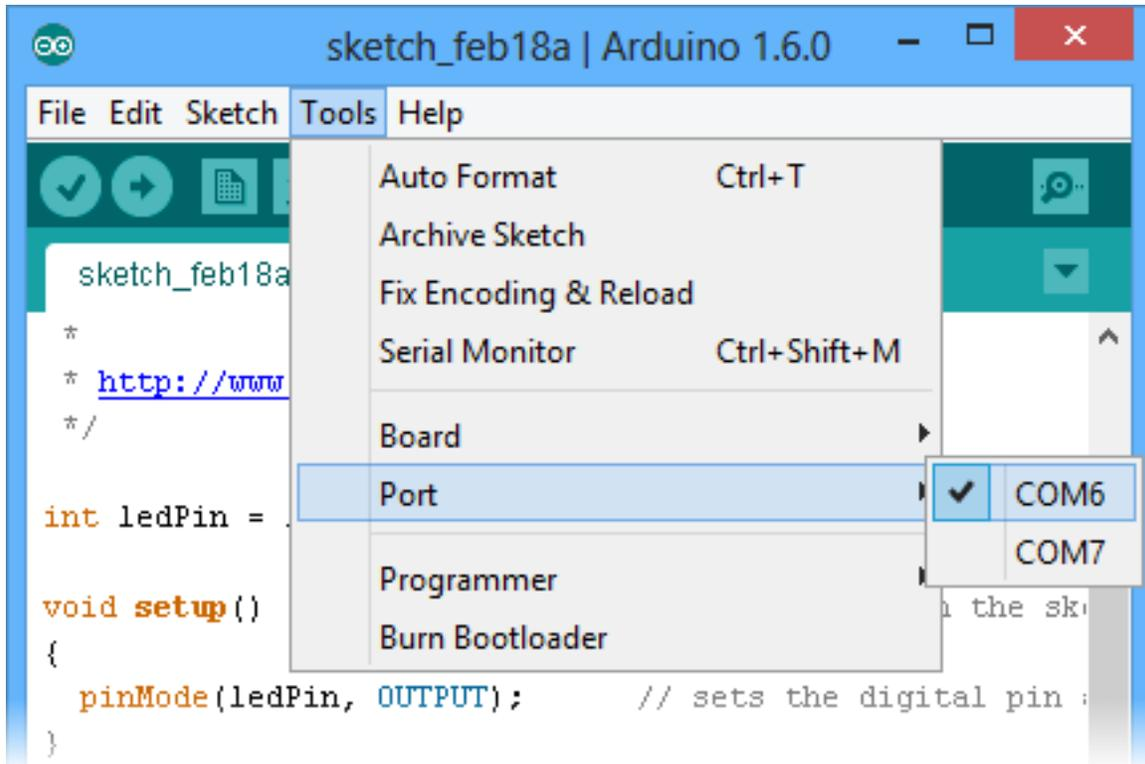 sketch_feb18a | Arduino 1.6.0
File Edit Sketch Tools Help
Auto Format Ctrl+T
Archive Sketch
sketch_feb18a
Fix Encoding & Reload
Serial Monitor Ctrl+Shift+M
*
* http://www
*/
Board
Port
COM6
COM7
int ledPin =
Programmer
Burn Bootloader
void setup() the
{
pinMode(ledPin, OUTPUT); // sets the digital pin
}